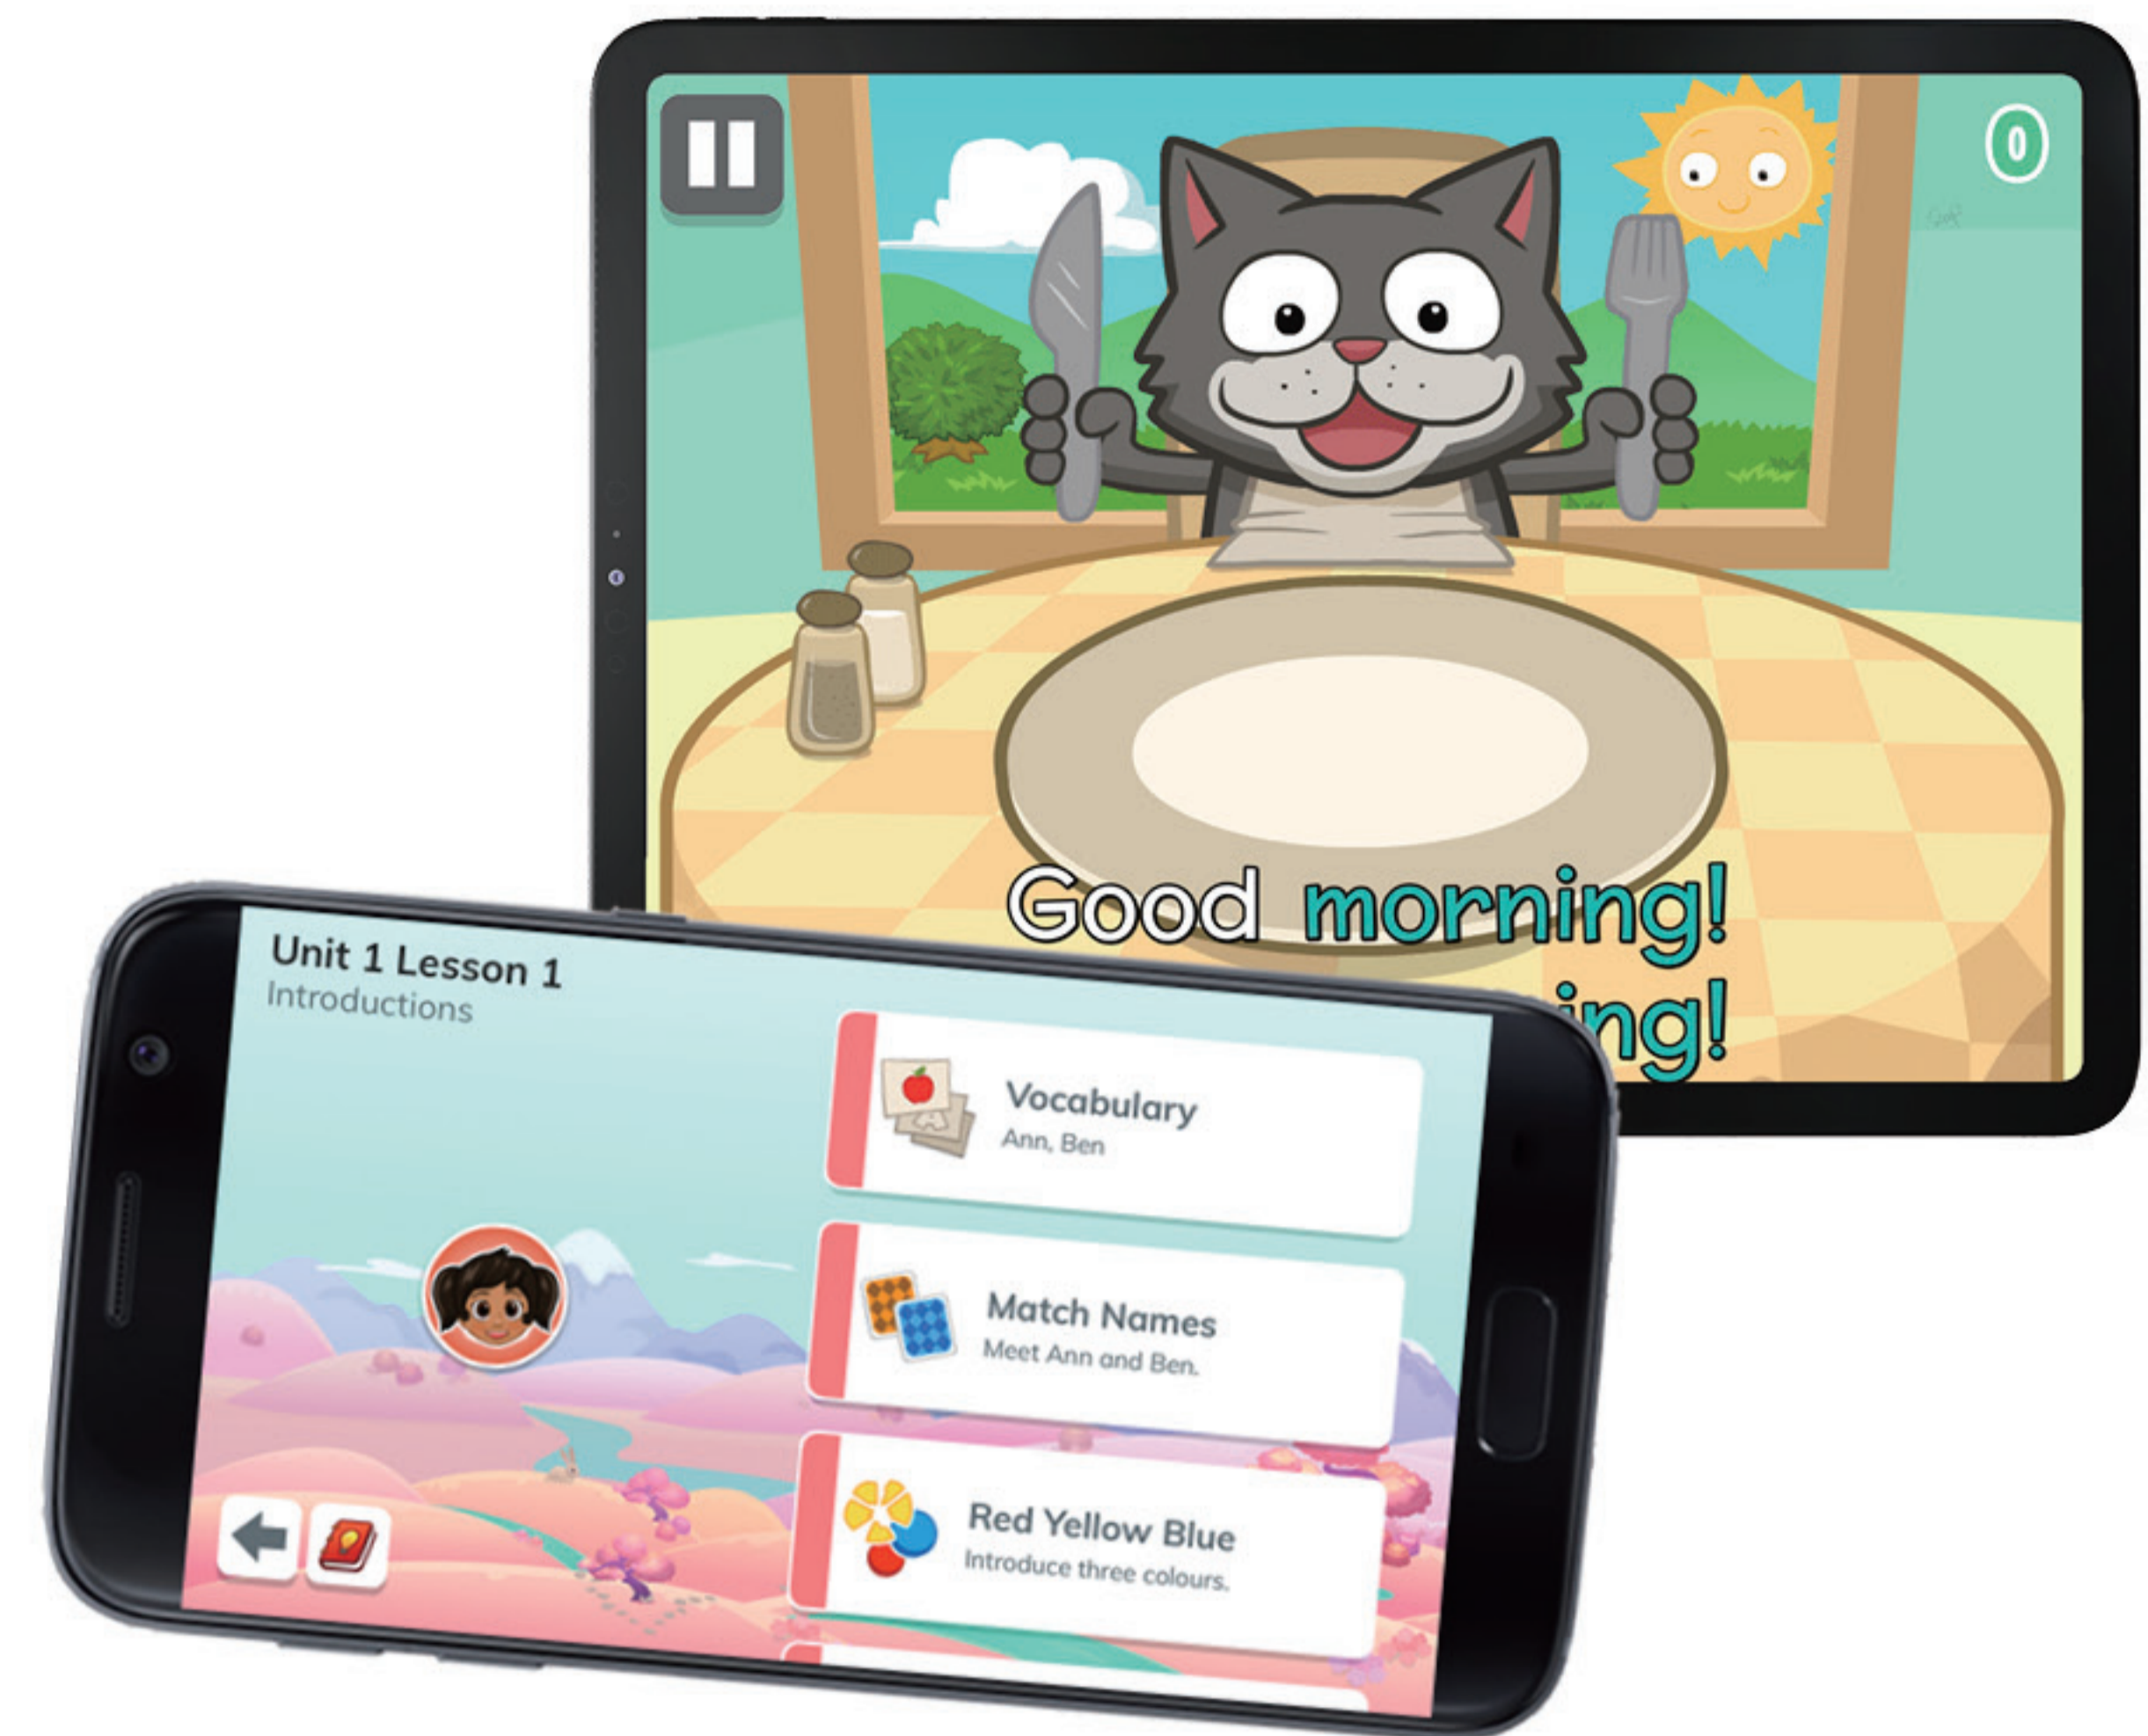 0
Good morning!
ing!
Unit 1 Lesson 1
Introductions
Vocabulary
Ann, Ben
Match Names
Meet Ann and Ben.
Red Yellow Blue
Introduce three colours.